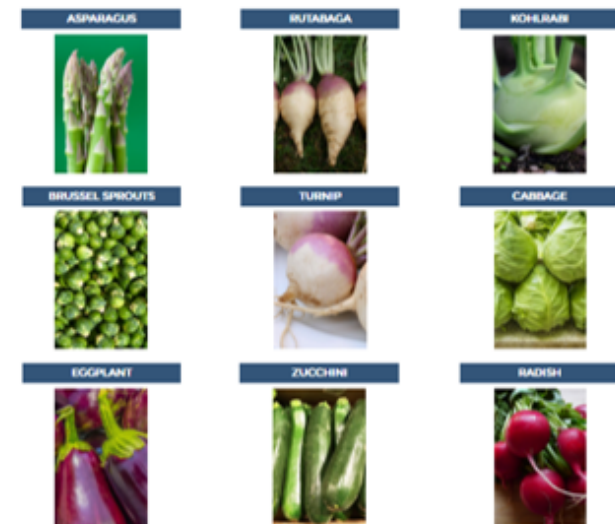 ASPARAGUS
RUTABAGA
KOHLRABI
BRUSSEL SPROUTS
TURNIP
CABBAGE
EGGPLANT
ZUCCHINI
RADISH